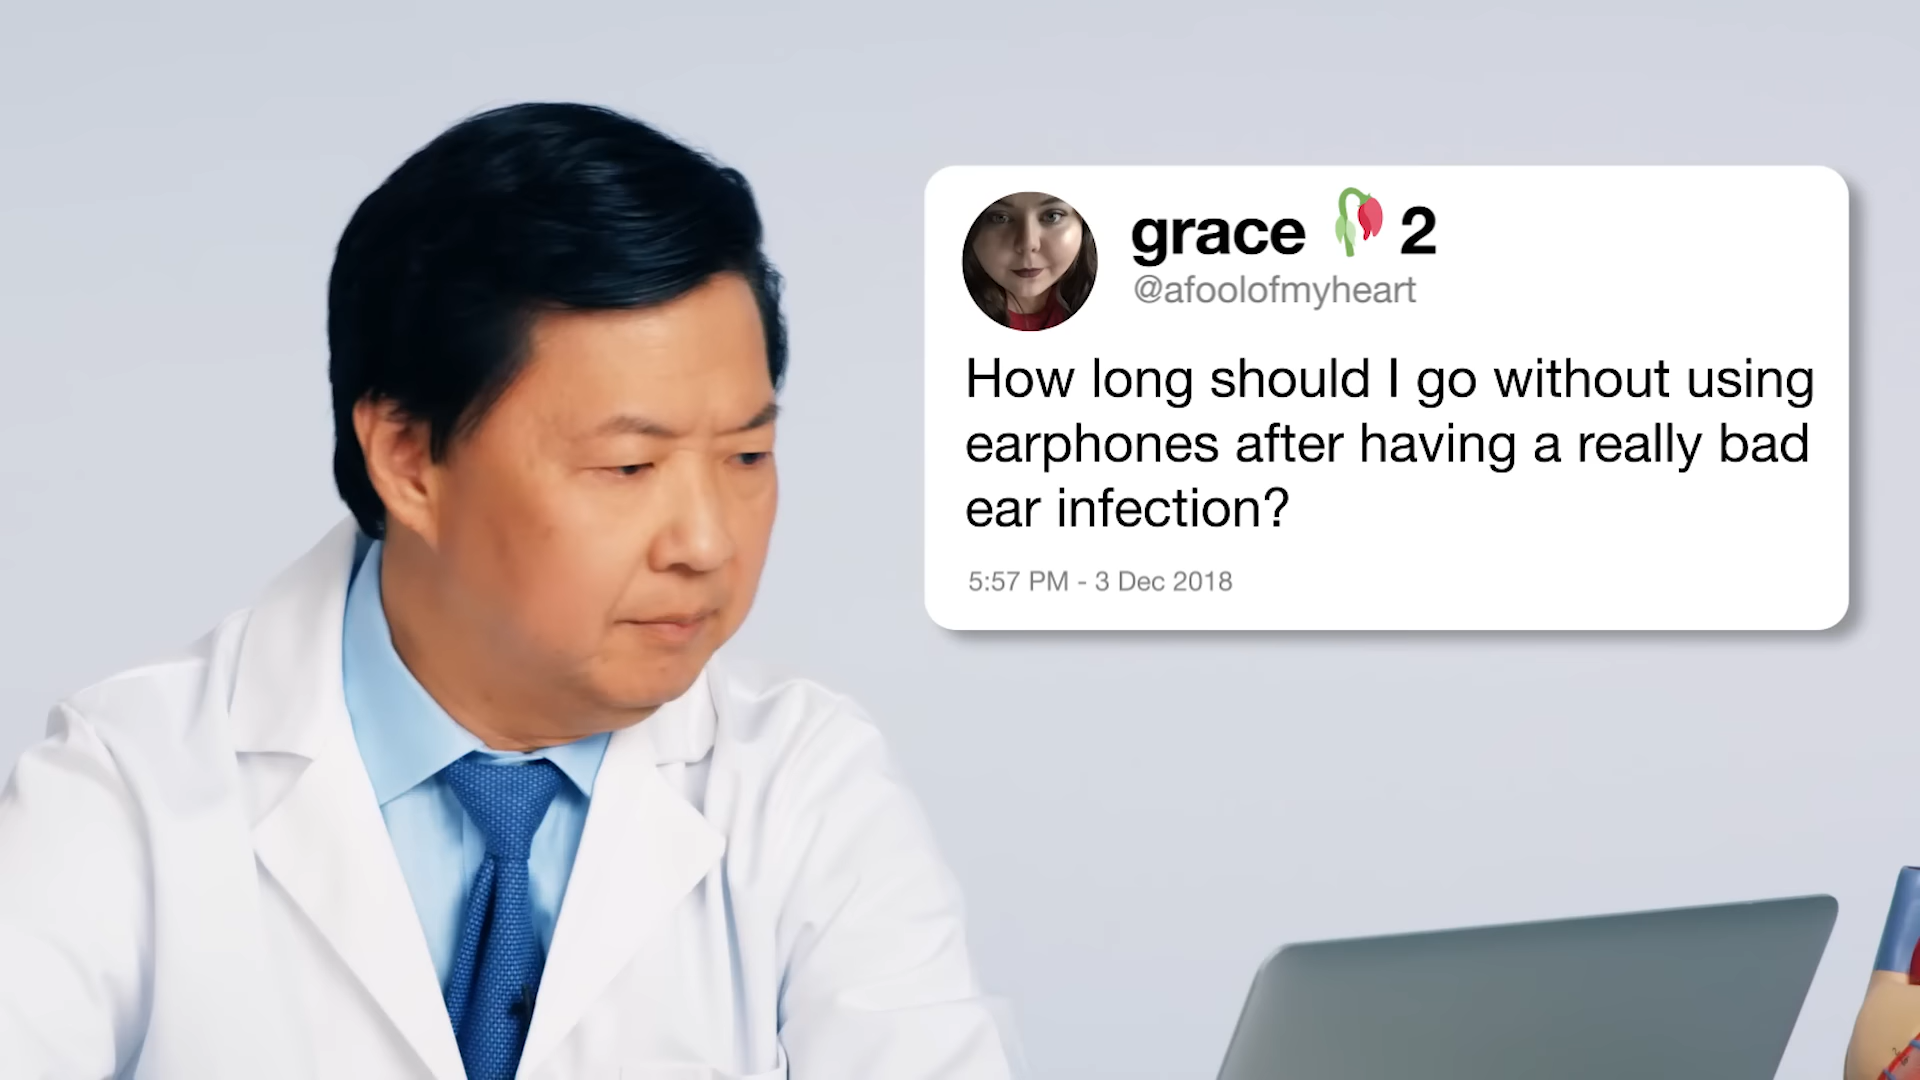 grace 🥀 2
@afoolofmyheart
How long should I go without using
earphones after having a really bad
ear infection?
5:57 PM - 3 Dec 2018